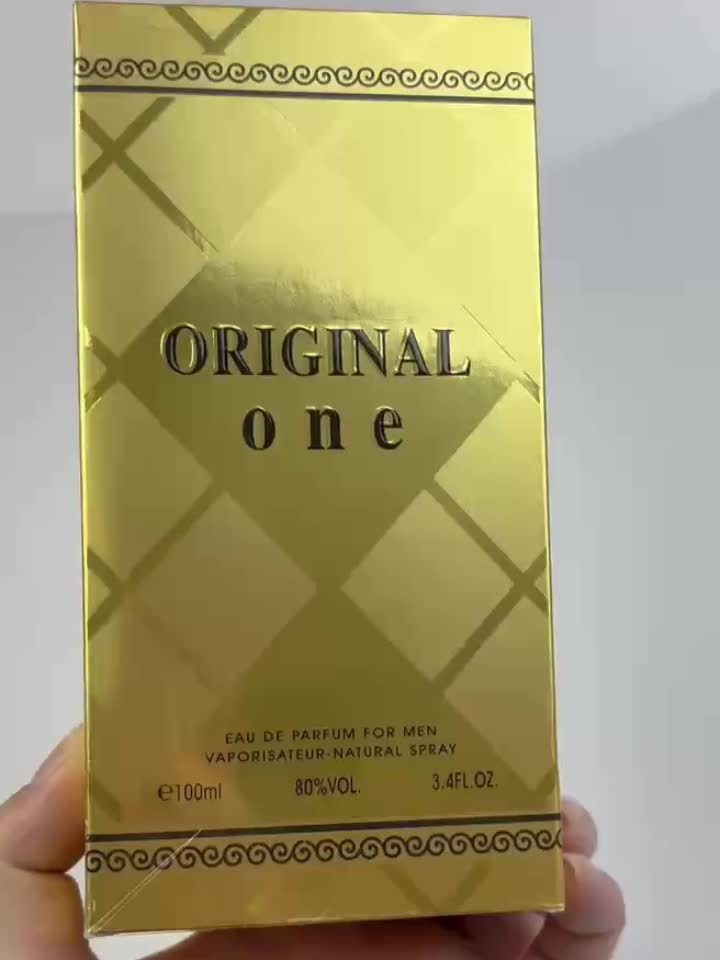 ORIGINAL
one
EAU DE PARFUM FOR MEN
VAPORISATEUR-NATURAL SPRAY
℮100ml 80%VOL. 3.4FL.OZ.